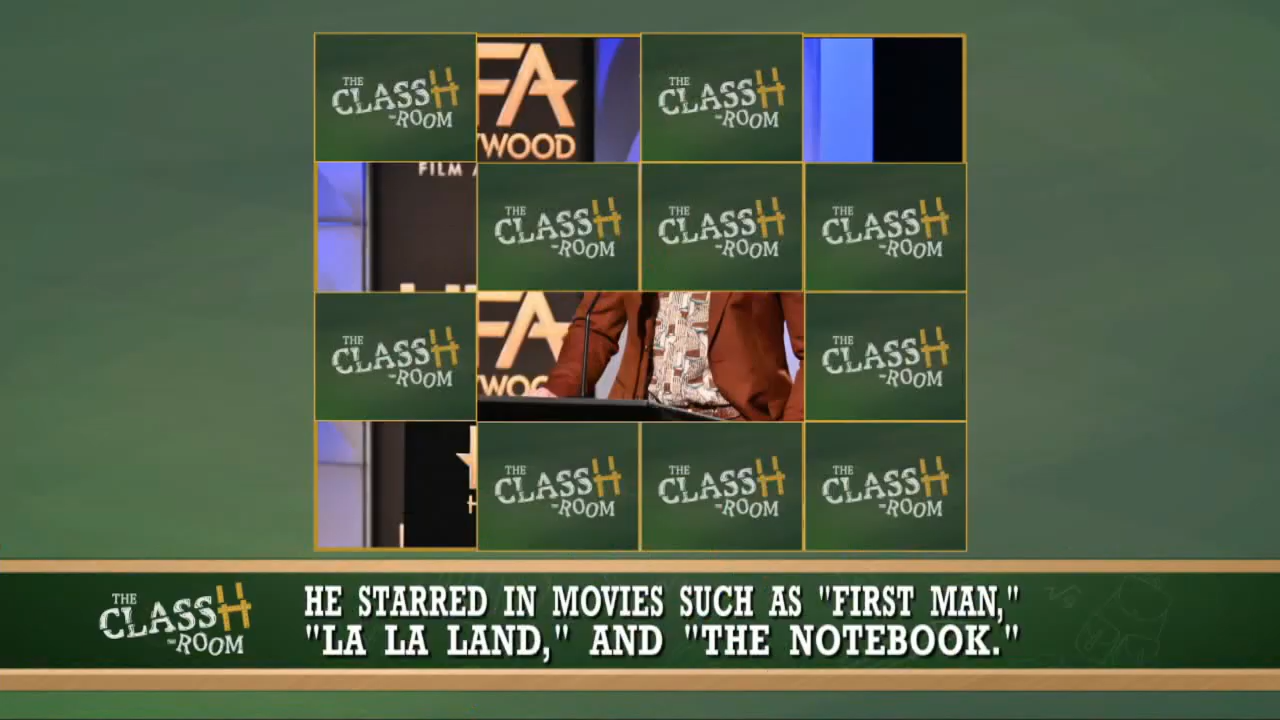 THE
CLASSH
-ROOM
FA
YWOOD
THE
CLASSH
-ROOM
FILM A
THE
CLASSH
-ROOM
THE
CLASSH
-ROOM
THE
CLASSH
-ROOM
THE
CLASSH
-ROOM
FA
YWOO
THE
CLASSH
-ROOM
H
THE
CLASSH
-ROOM
THE
CLASSH
-ROOM
THE
CLASSH
-ROOM
THE
CLASSH
-ROOM
HE STARRED IN MOVIES SUCH AS "FIRST MAN,"
"LA LA LAND," AND "THE NOTEBOOK."